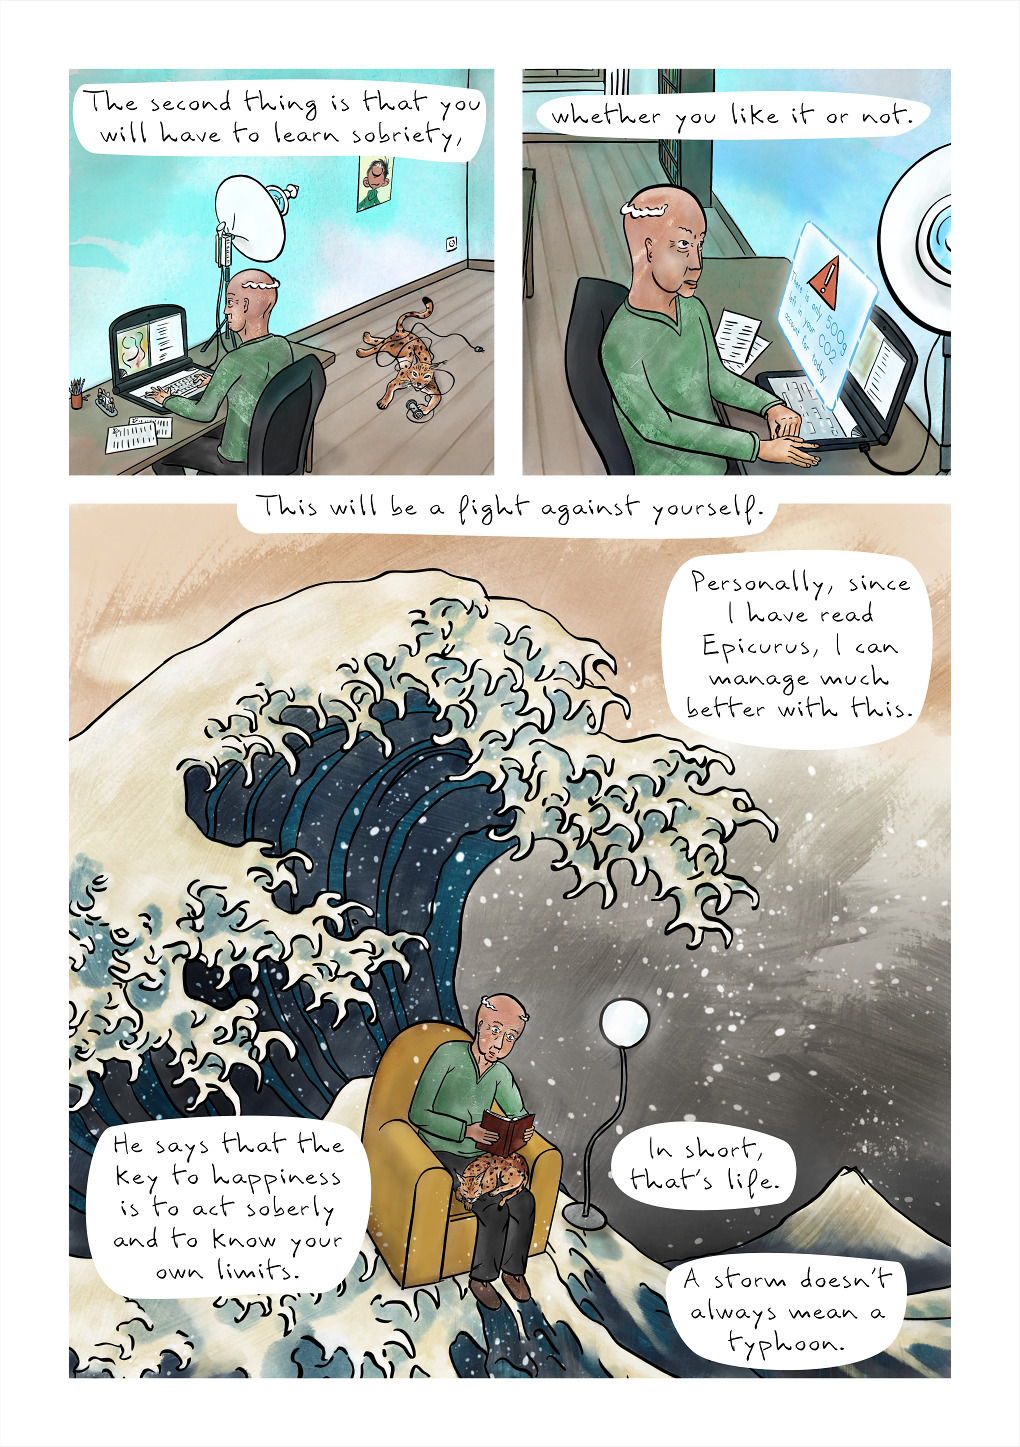 The second thing is that you
will have to learn sobriety,
whether you like it or not.
There is only 500g
left in your CO2
account for today
This will be a fight against yourself.
Personally, since
I have read
Epicurus, I can
manage much
better with this.
He says that the
key to happiness
is to act soberly
and to know your
own limits.
In short,
that's life.
A storm doesn't
always mean a
typhoon.